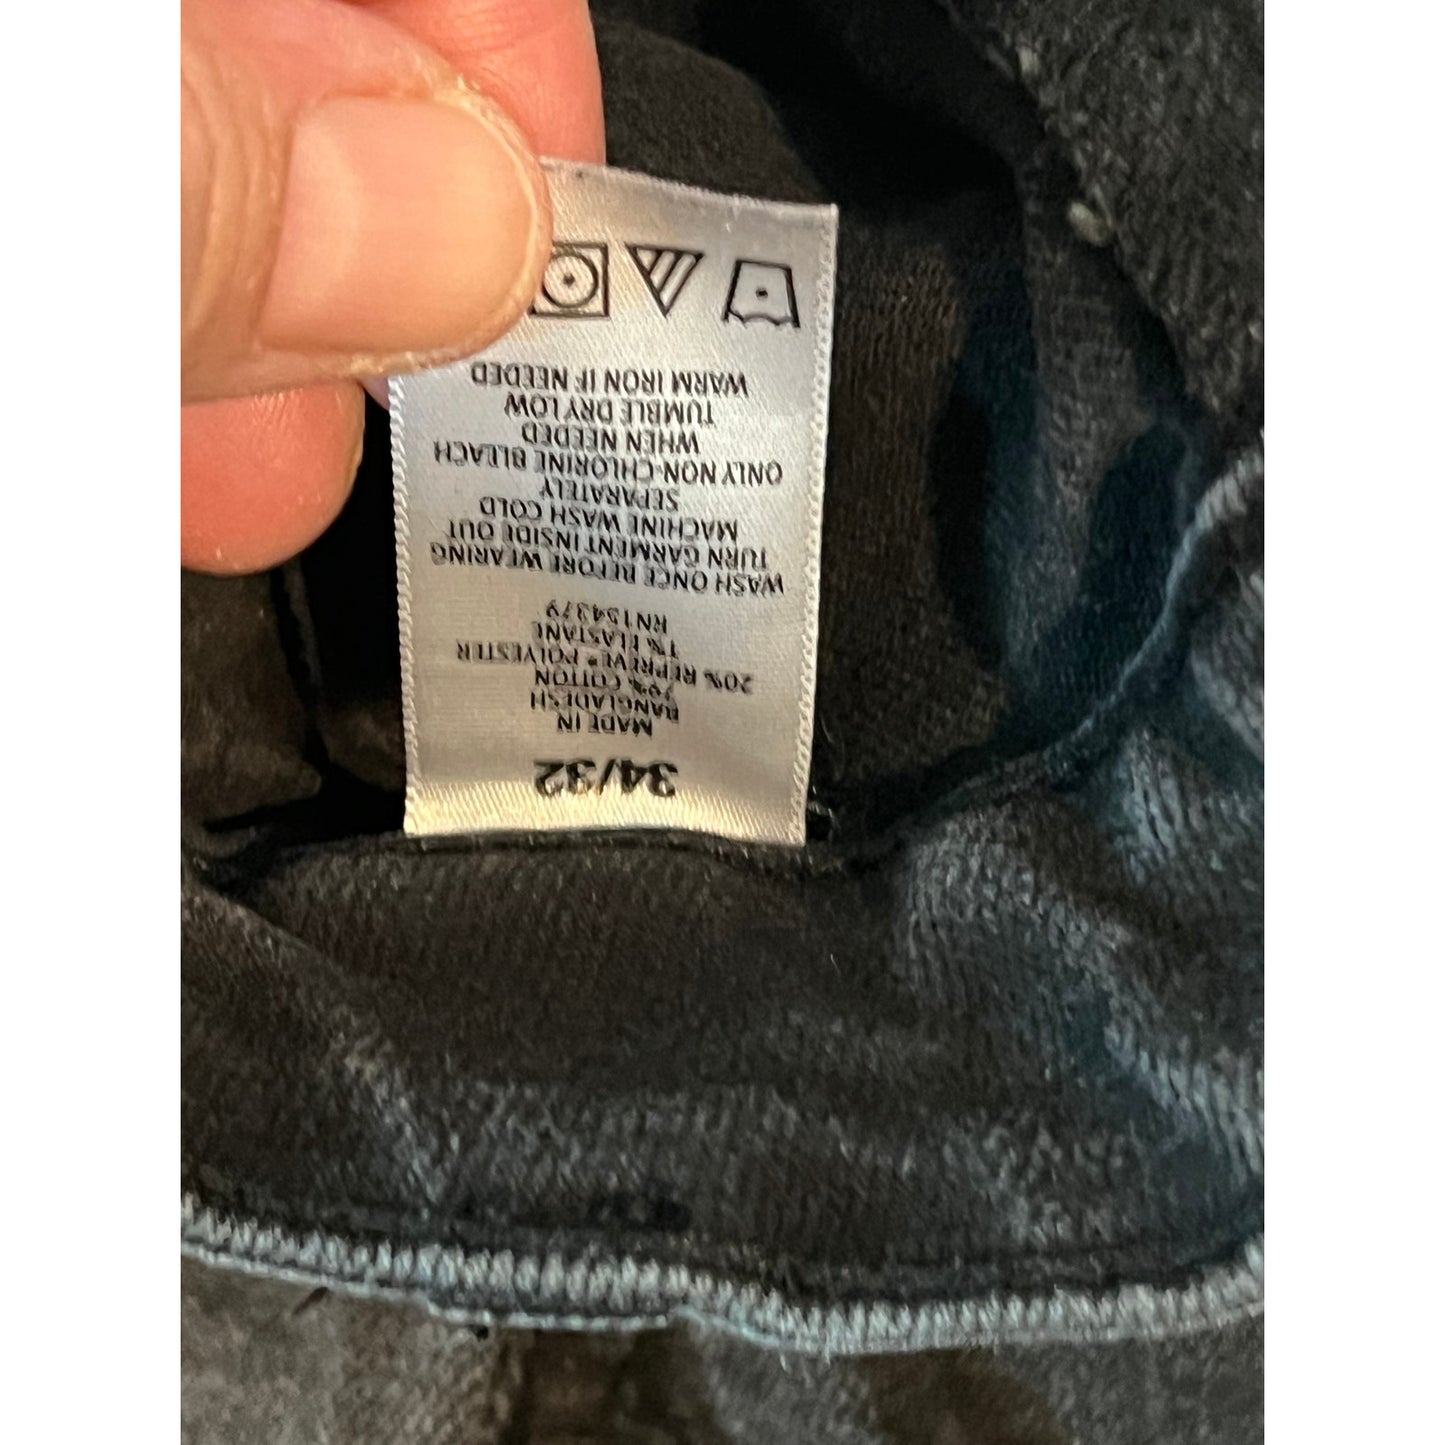 34/32
MADE IN
BANGLADESH
79% COTTON
20% REPREVE® POLYESTER
1% ELASTANE
RN154379
WASH ONCE BEFORE WEARING
TURN GARMENT INSIDE OUT
MACHINE WASH COLD
SEPARATELY
ONLY NON-CHLORINE BLEACH
WHEN NEEDED
TUMBLE DRY LOW
WARM IRON IF NEEDED